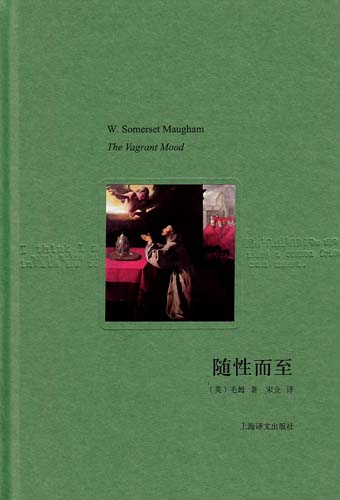 W. Somerset Maugham
The Vagrant Mood
随性而至
（英）毛姆 著 宋佥 译
上海译文出版社